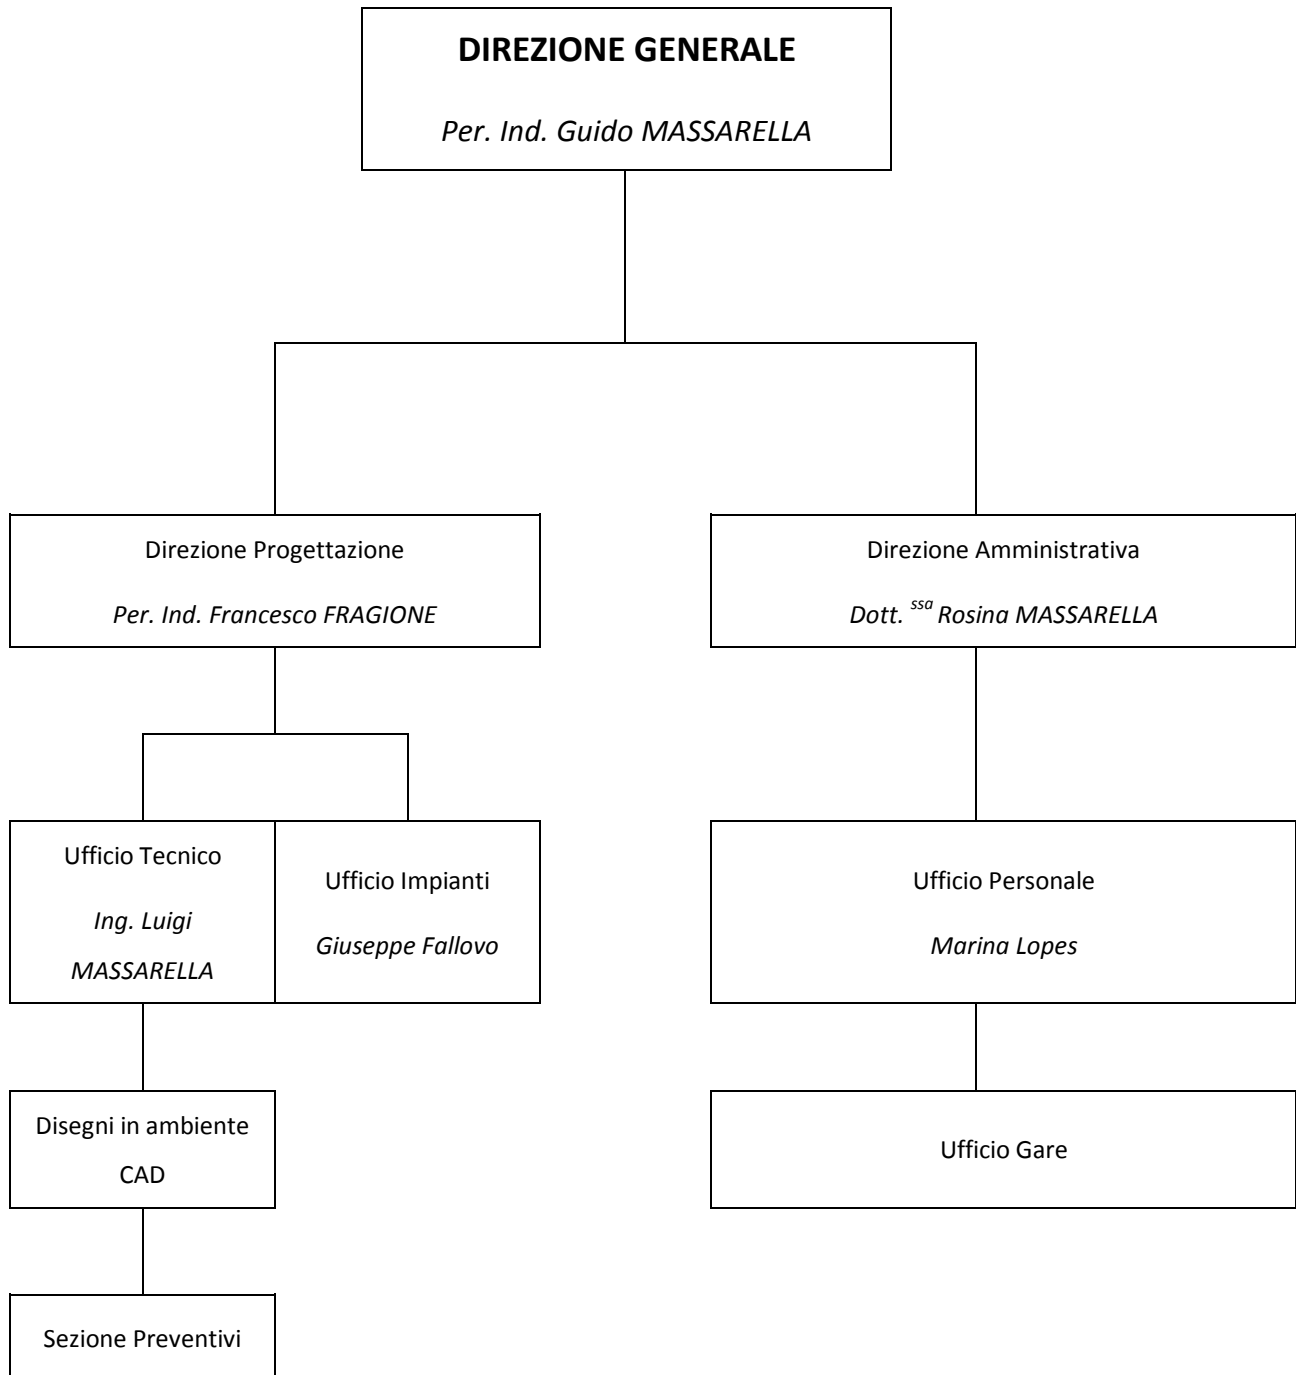 DIREZIONE GENERALE
Per. Ind. Guido MASSARELLA
Direzione Progettazione
Per. Ind. Francesco FRAGIONE
Direzione Amministrativa
Dott. ssa Rosina MASSARELLA
Ufficio Tecnico
Ing. Luigi
MASSARELLA
Ufficio Impianti
Giuseppe Fallovo
Ufficio Personale
Marina Lopes
Disegni in ambiente
CAD
Ufficio Gare
Sezione Preventivi